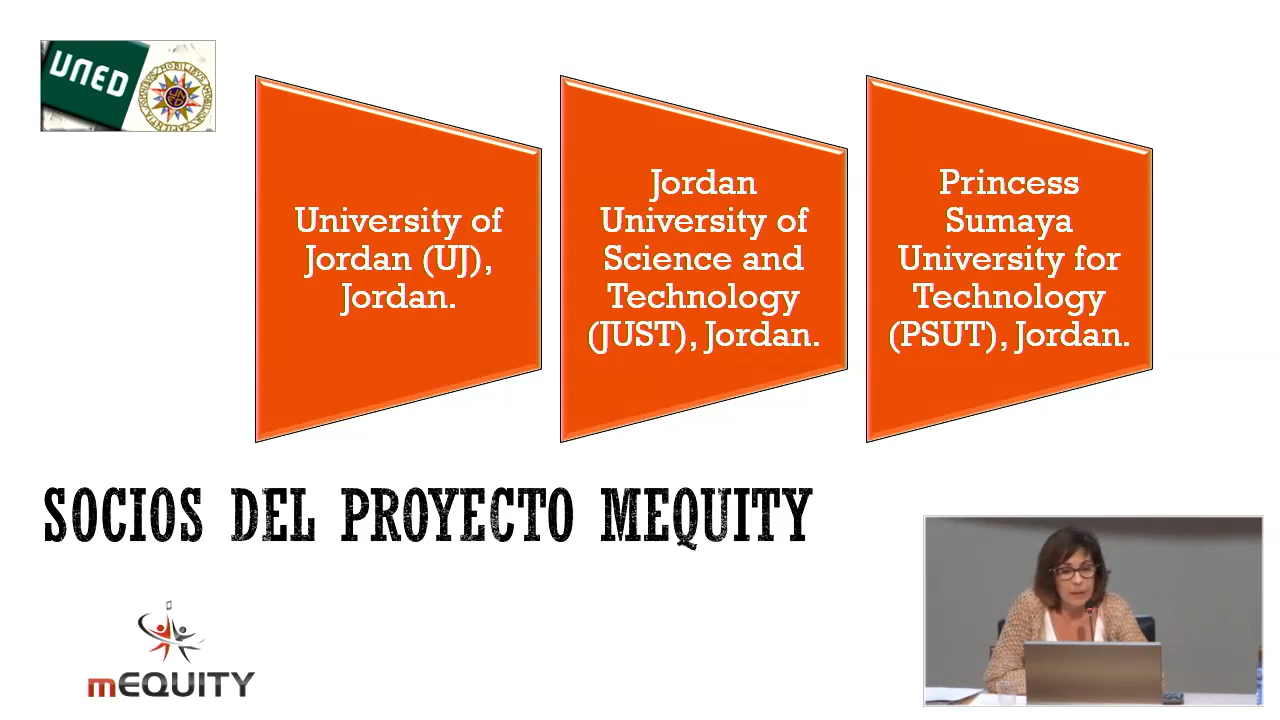 UNED
University of
Jordan (UJ),
Jordan.
Jordan
University of
Science and
Technology
(JUST), Jordan.
Princess
Sumaya
University for
Technology
(PSUT), Jordan.
SOCIOS DEL PROYECTO MEQUITY
mEQUITY